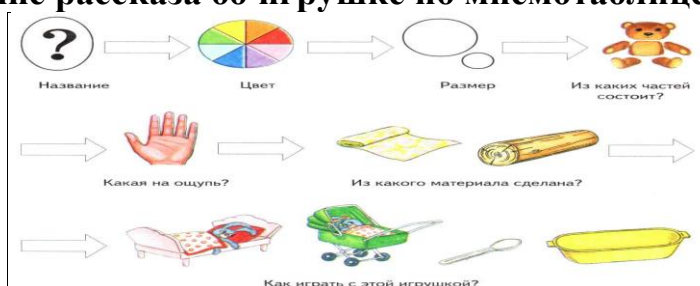 рассказа об игрушке по
Название
Цвет
Размер
Из каких частей
состоит?
Какая на ощупь?
Из какого материала сделана?
Как играть с этой игрушкой?